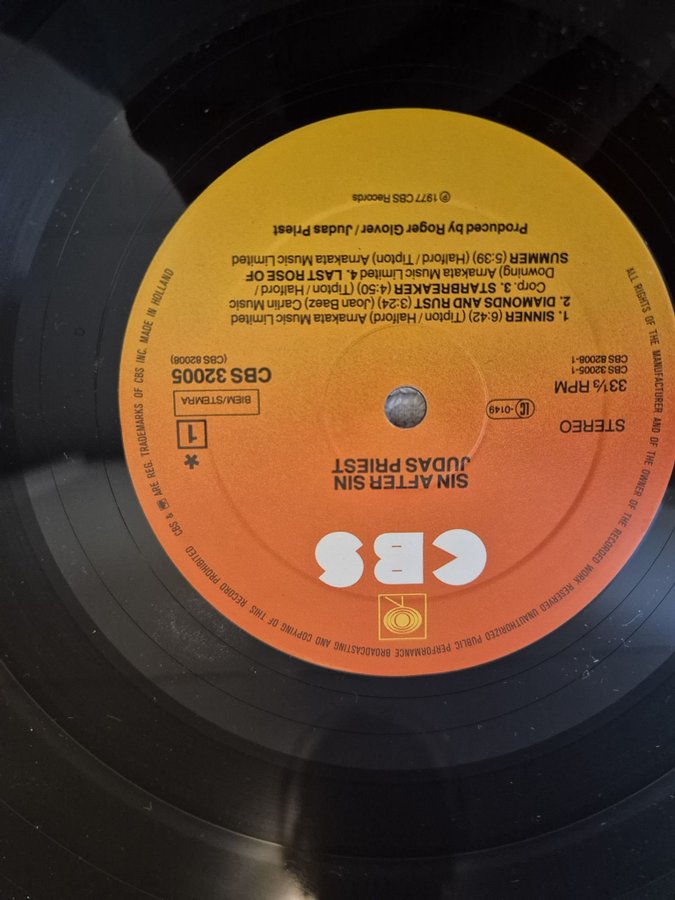 CBS
SIN AFTER SIN
JUDAS PRIEST
STEREO
33⅓ RPM
CBS 32005-1
CBS 82008-1
LC -0149
*
1
BIEM/STEMRA
CBS 32005
(CBS 82008)
1. SINNER (6:42) (Tipton / Halford) Arnakata Music Limited
2. DIAMONDS AND RUST (3:24) (Joan Baez) Carlin Music
Corp. 3. STARBREAKER (4:50) (Tipton / Halford /
Downing) Arnakata Music Limited 4. LAST ROSE OF
SUMMER (5:39) (Halford / Tipton) Arnakata Music Limited
Produced by Roger Glover / Judas Priest
℗ 1977 CBS Records
ALL RIGHTS OF THE MANUFACTURER AND OF THE OWNER OF THE RECORDED WORK RESERVED UNAUTHORIZED PUBLIC PERFORMANCE BROADCASTING AND COPYING OF THIS RECORD PROHIBITED CBS & ARE REG. TRADEMARKS OF CBS INC. MADE IN HOLLAND